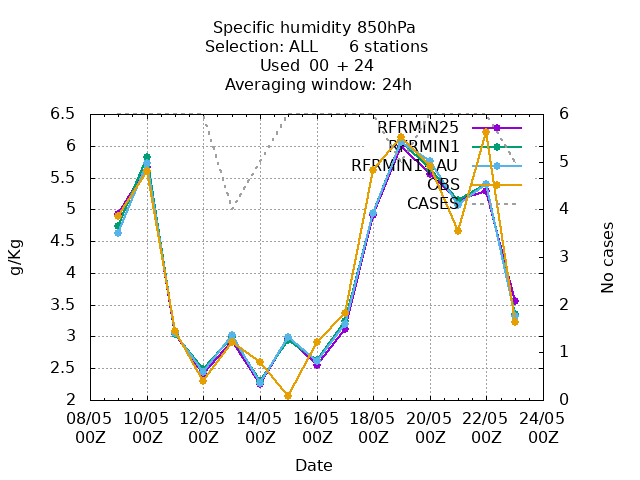 Specific humidity 850hPa
Selection: ALL 6 stations
Used 00 + 24
Averaging window: 24h
RFRMIN25
RFRMIN1
AU
OBS
CASES
6.5
6
5.5
5
4.5
4
3.5
3
2.5
2
6
5
4
3
2
1
0
g/Kg
No cases
08/05 10/05 12/05 14/05 16/05 18/05 20/05 22/05 24/05
00Z 00Z 00Z 00Z 00Z 00Z 00Z 00Z 00Z
Date